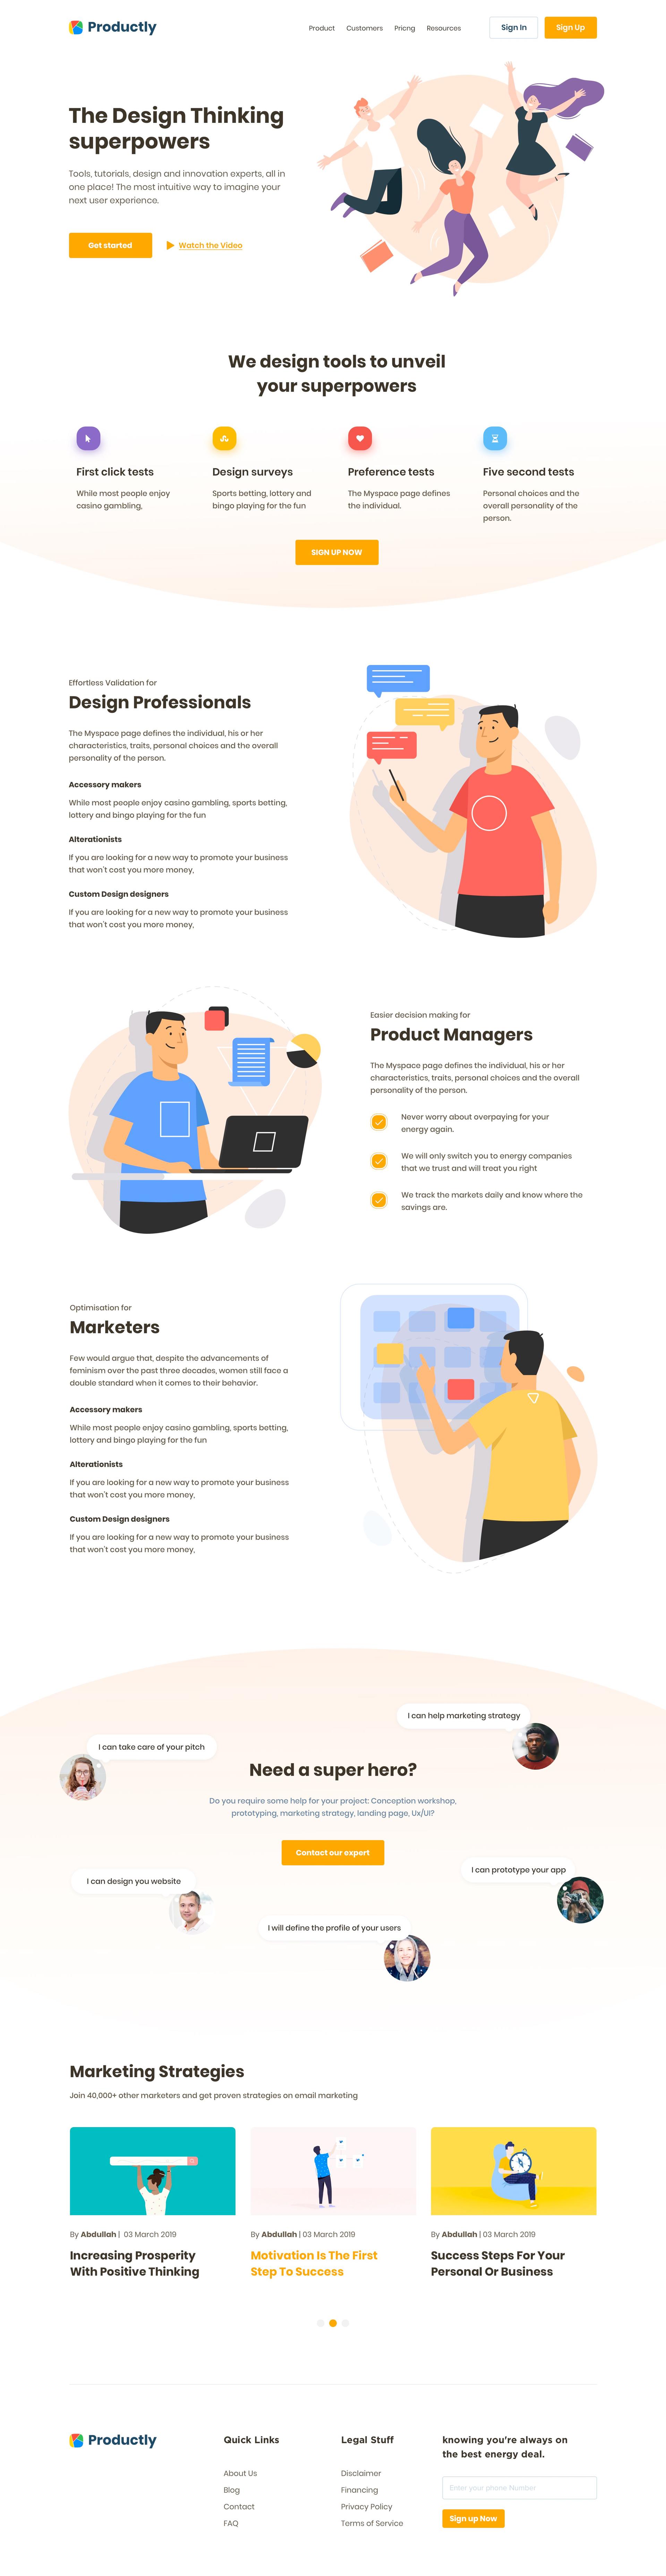 Productly
Product Customers Pricng Resources Sign In Sign Up
The Design Thinking
superpowers
Tools, tutorials, design and innovation experts, all in
one place! The most intuitive way to imagine your
next user experience.
Get started Watch the Video
We design tools to unveil
your superpowers
First click tests
While most people enjoy
casino gambling,
Design surveys
Sports betting, lottery and
bingo playing for the fun
Preference tests
The Myspace page defines
the individual.
Five second tests
Personal choices and the
overall personality of the
person.
SIGN UP NOW
Effortless Validation for
Design Professionals
The Myspace page defines the individual, his or her
characteristics, traits, personal choices and the overall
personality of the person.
Accessory makers
While most people enjoy casino gambling, sports betting,
lottery and bingo playing for the fun
Alterationists
If you are looking for a new way to promote your business
that won't cost you more money,
Custom Design designers
If you are looking for a new way to promote your business
that won't cost you more money,
Easier decision making for
Product Managers
The Myspace page defines the individual, his or her
characteristics, traits, personal choices and the overall
personality of the person.
Never worry about overpaying for your
energy again.
We will only switch you to energy companies
that we trust and will treat you right
We track the markets daily and know where the
savings are.
Optimisation for
Marketers
Few would argue that, despite the advancements of
feminism over the past three decades, women still face a
double standard when it comes to their behavior.
Accessory makers
While most people enjoy casino gambling, sports betting,
lottery and bingo playing for the fun
Alterationists
If you are looking for a new way to promote your business
that won't cost you more money,
Custom Design designers
If you are looking for a new way to promote your business
that won't cost you more money,
I can help marketing strategy
I can take care of your pitch
Need a super hero?
Do you require some help for your project: Conception workshop,
prototyping, marketing strategy, landing page, Ux/UI?
Contact our expert
I can prototype your app
I can design you website
I will define the profile of your users
Marketing Strategies
Join 40,000+ other marketers and get proven strategies on email marketing
By Abdullah | 03 March 2019
Increasing Prosperity
With Positive Thinking
By Abdullah | 03 March 2019
Motivation Is The First
Step To Success
By Abdullah | 03 March 2019
Success Steps For Your
Personal Or Business
Productly
Quick Links
About Us
Blog
Contact
FAQ
Legal Stuff
Disclaimer
Financing
Privacy Policy
Terms of Service
knowing you're always on
the best energy deal.
Enter your phone Number
Sign up Now